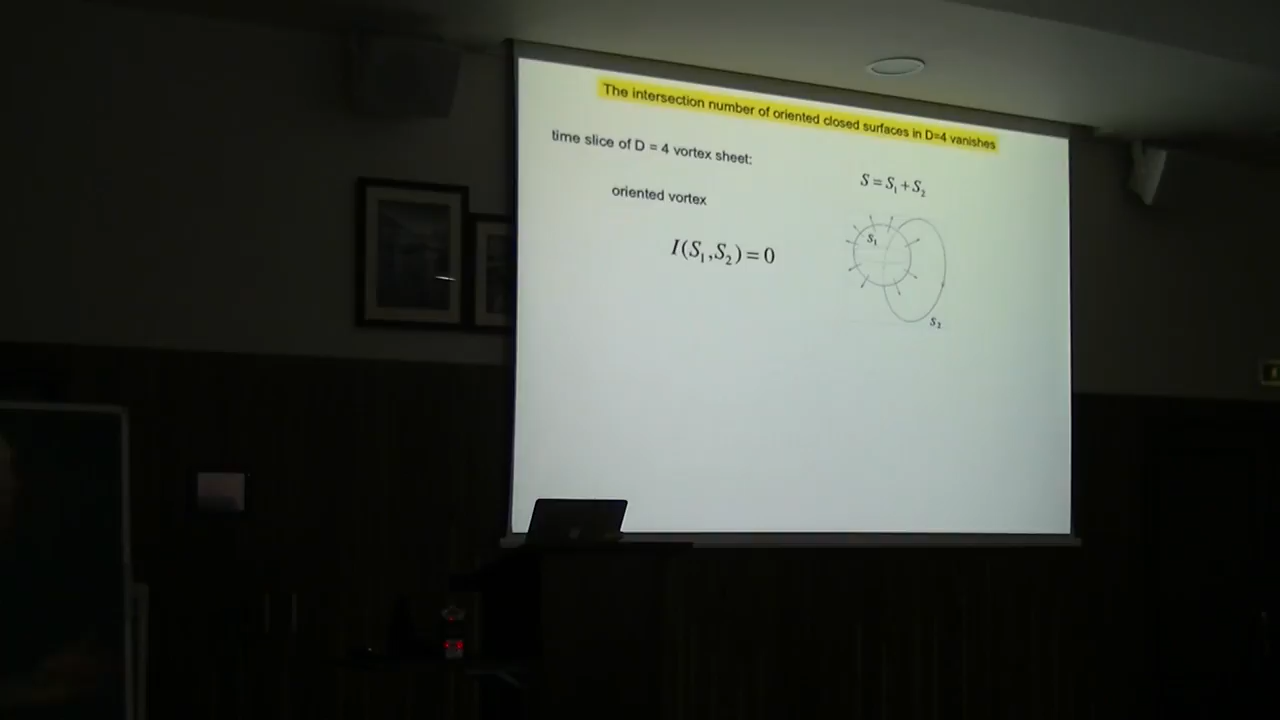 The intersection number of oriented closed surfaces in D=4 vanishes
time slice of D = 4 vortex sheet:
S = S₁ + S₂
oriented vortex
S₁
I(S₁,S₂) = 0
S₂